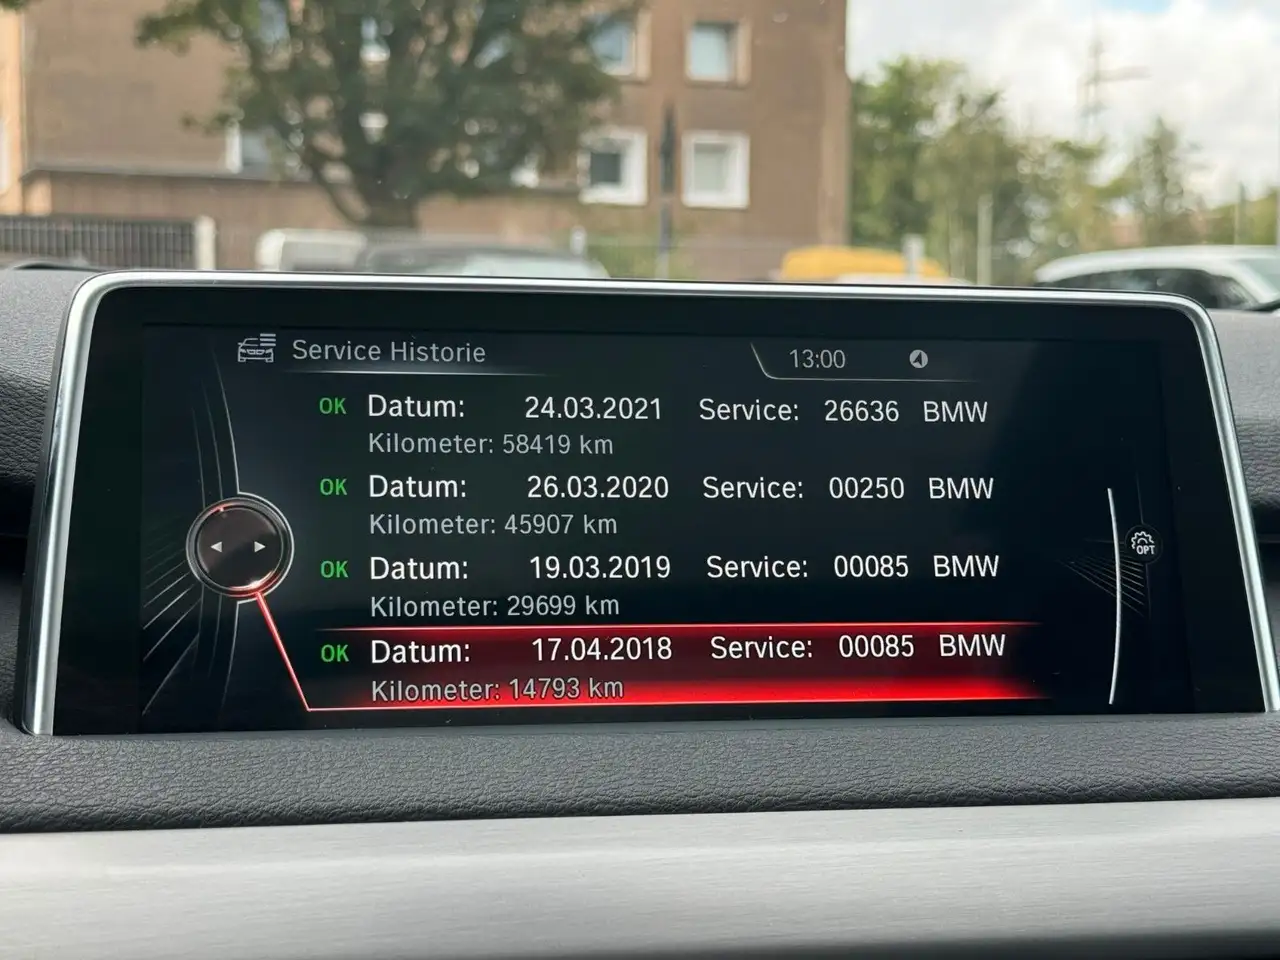 Service Historie 13:00
OK Datum: 24.03.2021 Service: 26636 BMW
Kilometer: 58419 km
OK Datum: 26.03.2020 Service: 00250 BMW
Kilometer: 45907 km
OK Datum: 19.03.2019 Service: 00085 BMW
Kilometer: 29699 km
OPT
OK Datum: 17.04.2018 Service: 00085 BMW
Kilometer: 14793 km